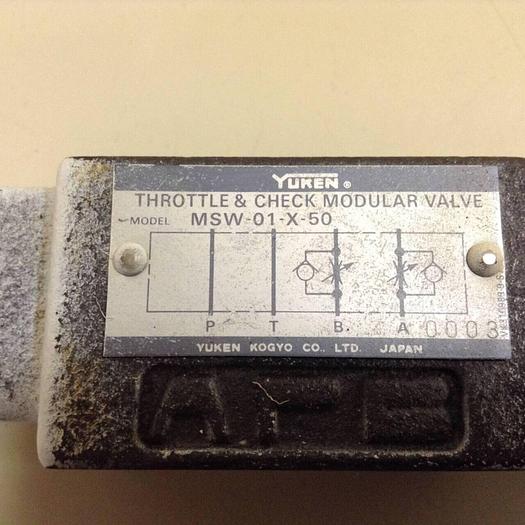 YUKEN ®
THROTTLE & CHECK MODULAR VALVE
MODEL MSW-01-X-50
P T B A 0003
YUKEN KOGYO CO., LTD. JAPAN